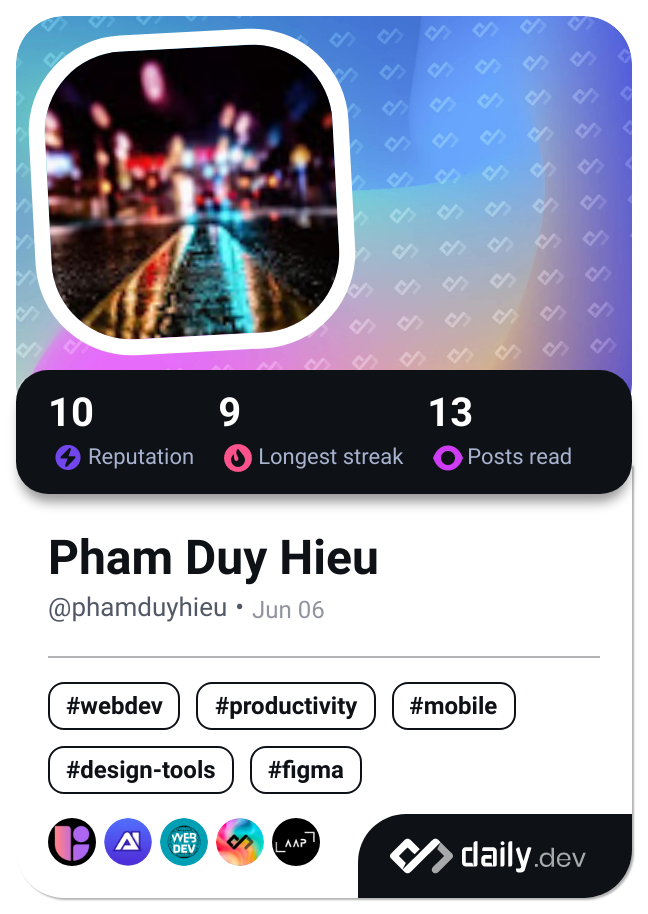 10 9 13
Reputation Longest streak Posts read
Pham Duy Hieu
@phamduyhieu • Jun 06
#webdev #productivity #mobile
#design-tools #figma
WEB
DEV
LAAP
daily.dev